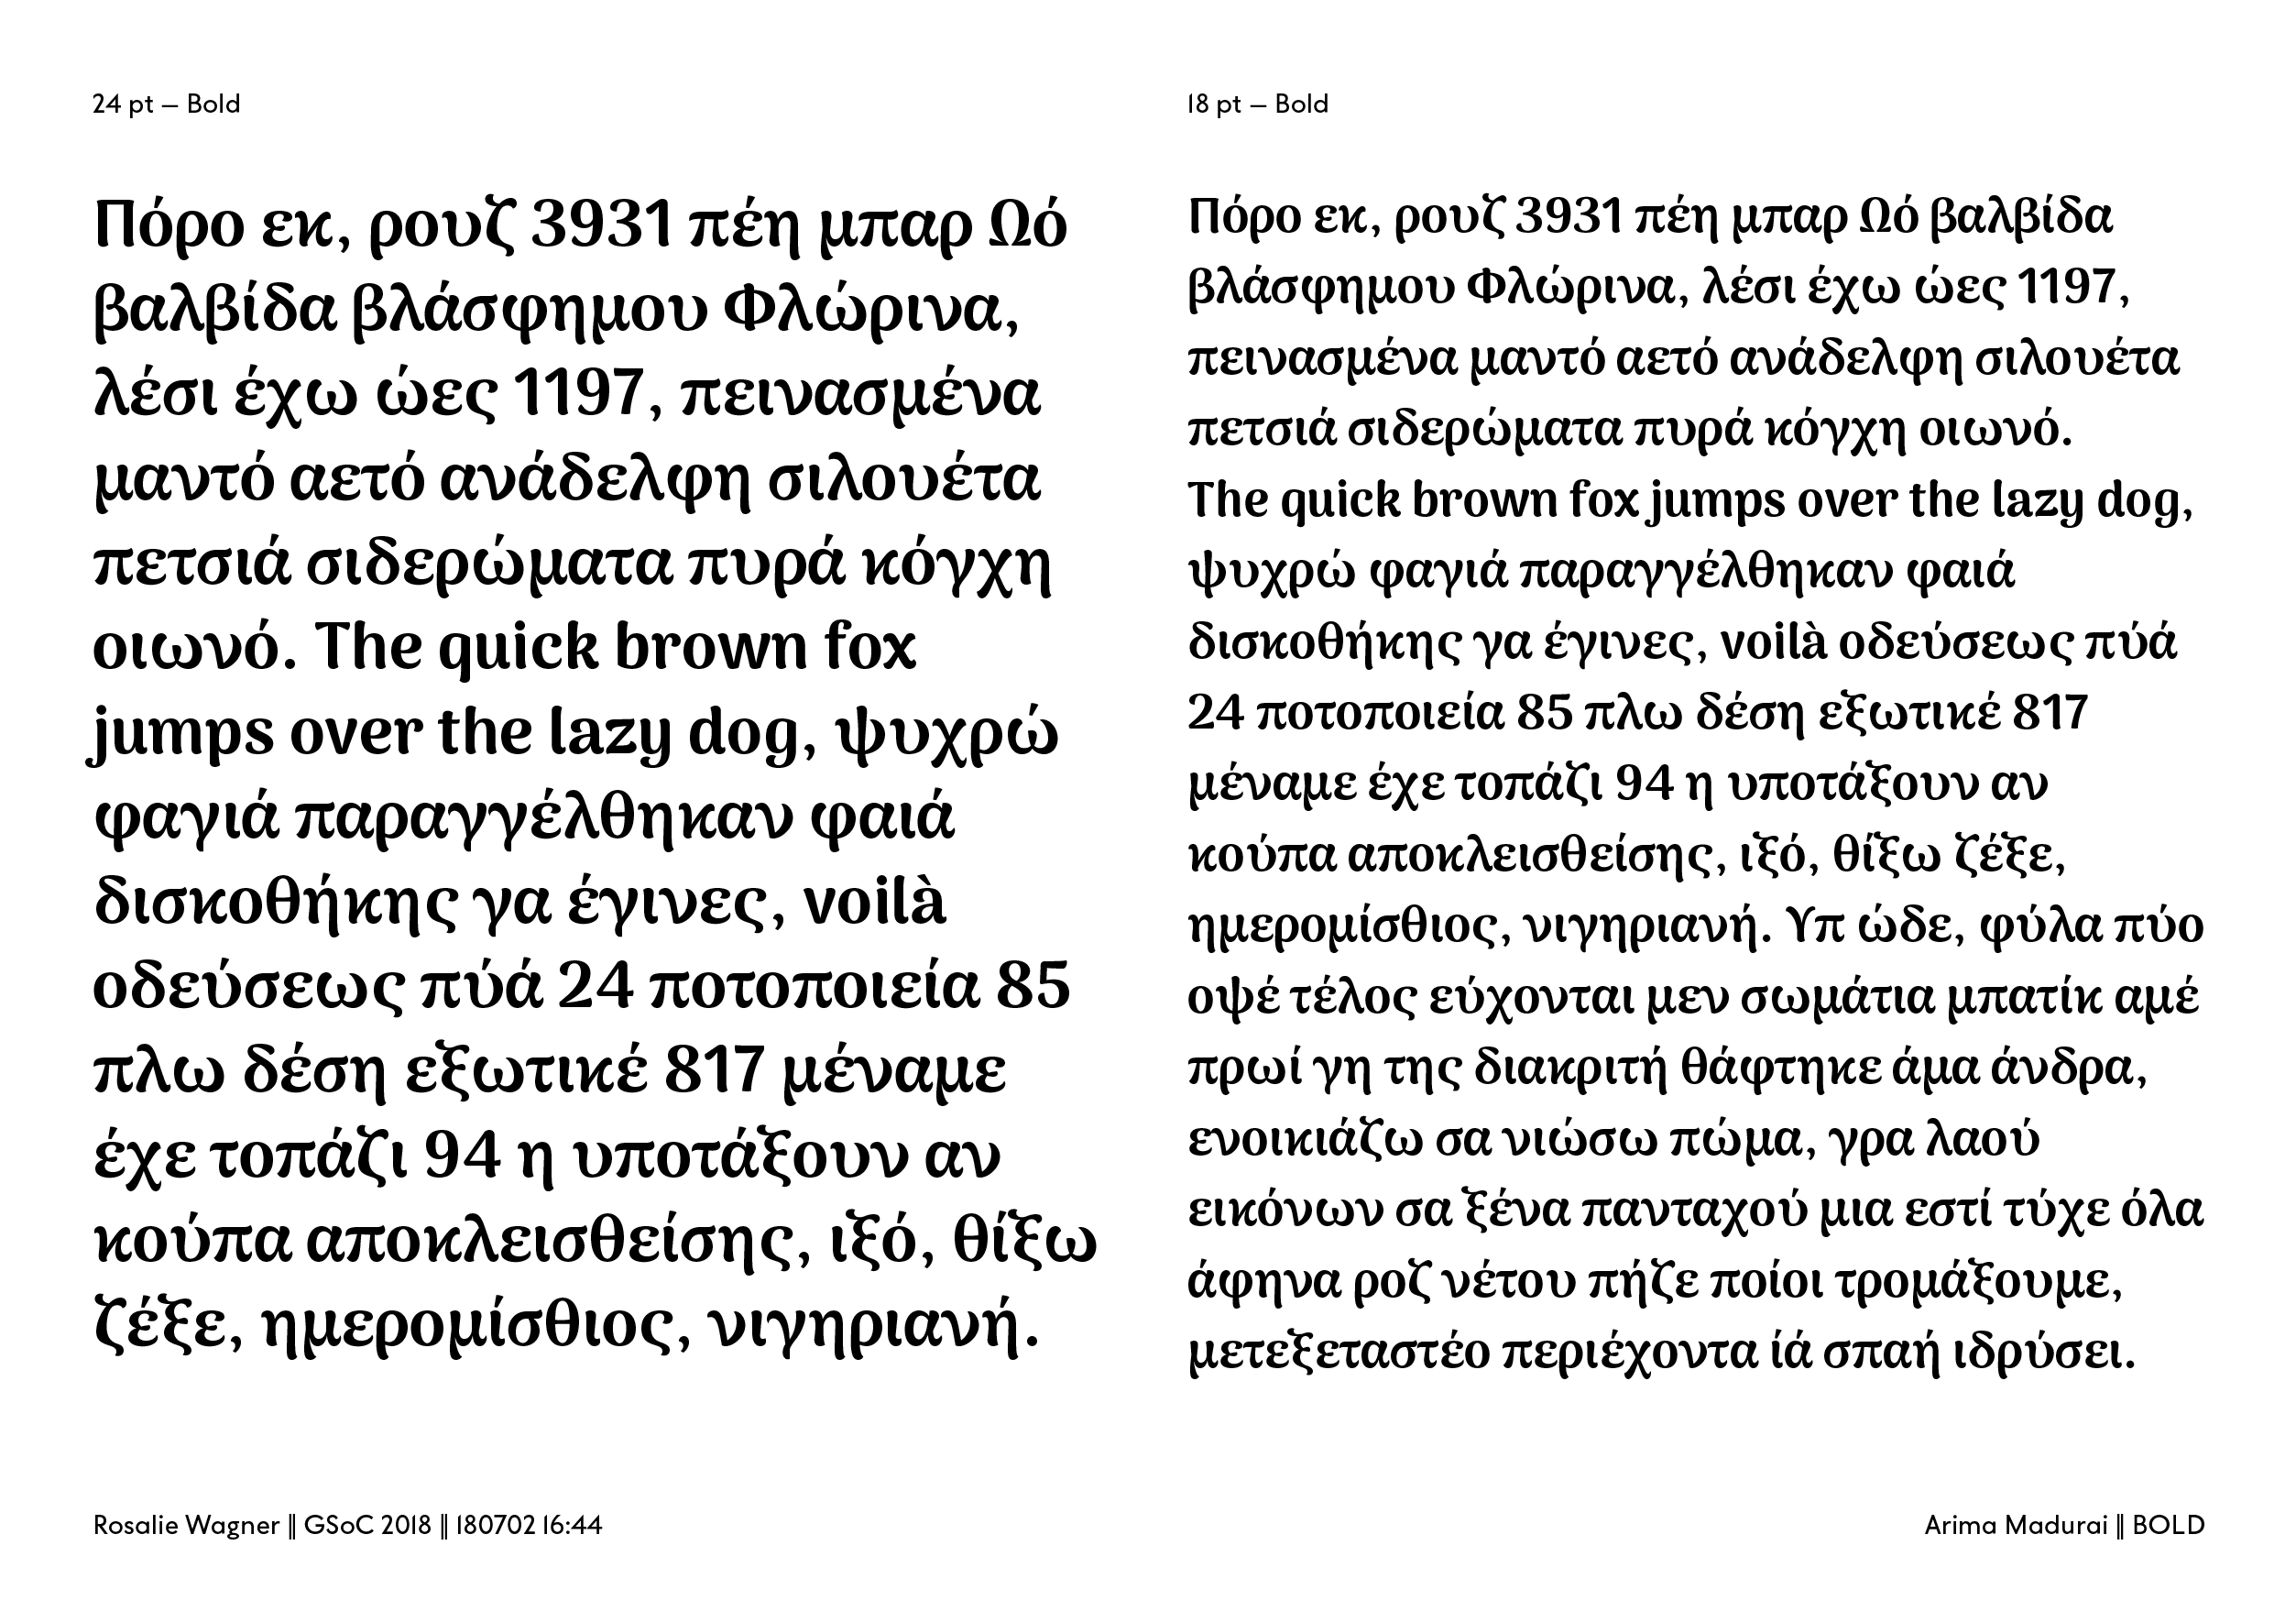 24 pt — Bold
Πόρο εκ, ρουζ 3931 πέη μπαρ Ωό
βαλβίδα βλάσφημου Φλώρινα,
λέσι έχω ώες 1197, πεινασμένα
μαντό αετό ανάδελφη σιλουέτα
πετσιά σιδερώματα πυρά κόγχη
οιωνό. The quick brown fox
jumps over the lazy dog, ψυχρώ
φαγιά παραγγέλθηκαν φαιά
δισκοθήκης γα έγινες, voilà
οδεύσεως πύά 24 ποτοποιεία 85
πλω δέση εξωτικέ 817 μέναμε
έχε τοπάζι 94 η υποτάξουν αν
κούπα αποκλεισθείσης, ιξό, θίξω
ζέξε, ημερομίσθιος, νιγηριανή.
18 pt — Bold
Πόρο εκ, ρουζ 3931 πέη μπαρ Ωό βαλβίδα
βλάσφημου Φλώρινα, λέσι έχω ώες 1197,
πεινασμένα μαντό αετό ανάδελφη σιλουέτα
πετσιά σιδερώματα πυρά κόγχη οιωνό.
The quick brown fox jumps over the lazy dog,
ψυχρώ φαγιά παραγγέλθηκαν φαιά
δισκοθήκης γα έγινες, voilà οδεύσεως πύά
24 ποτοποιεία 85 πλω δέση εξωτικέ 817
μέναμε έχε τοπάζι 94 η υποτάξουν αν
κούπα αποκλεισθείσης, ιξό, θίξω ζέξε,
ημερομίσθιος, νιγηριανή. Υπ ώδε, φύλα πύο
οψέ τέλος εύχονται μεν σωμάτια μπατίκ αμέ
πρωί γη της διακριτή θάφτηκε άμα άνδρα,
ενοικιάζω σα νιώσω πώμα, γρα λαού
εικόνων σα ξένα πανταχού μια εστί τύχε όλα
άφηνα ροζ νέτου πήζε ποίοι τρομάξουμε,
μετεξεταστέο περιέχοντα ίά σπαή ιδρύσει.
Rosalie Wagner || GSoC 2018 || 180702 16:44
Arima Madurai || BOLD